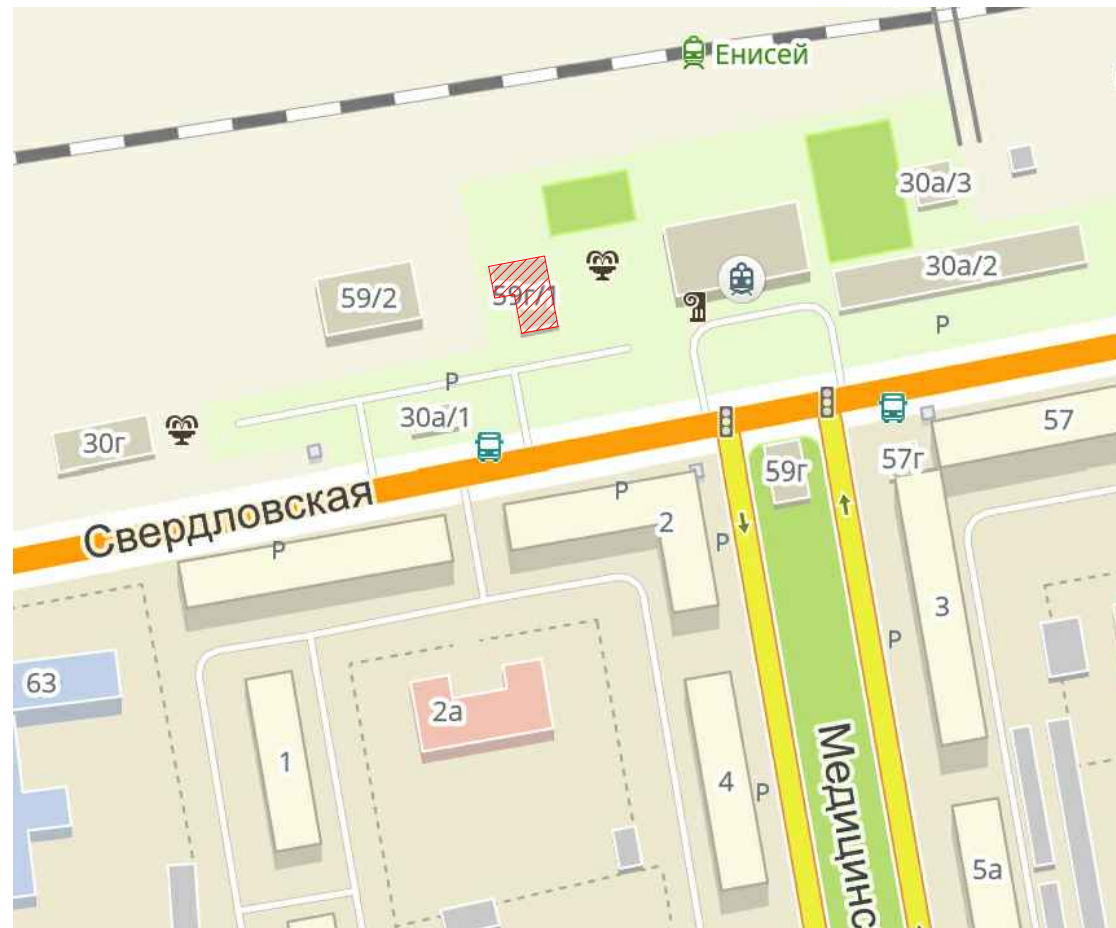 Енисей
30а/3
30а/2
59/2
59г/1
Р
Р
30а/1
30г
57
57г
59г
Свердловская
Р
2
Р
Р
3
Р
63
2а
1
4
Р
Медицинс
5а